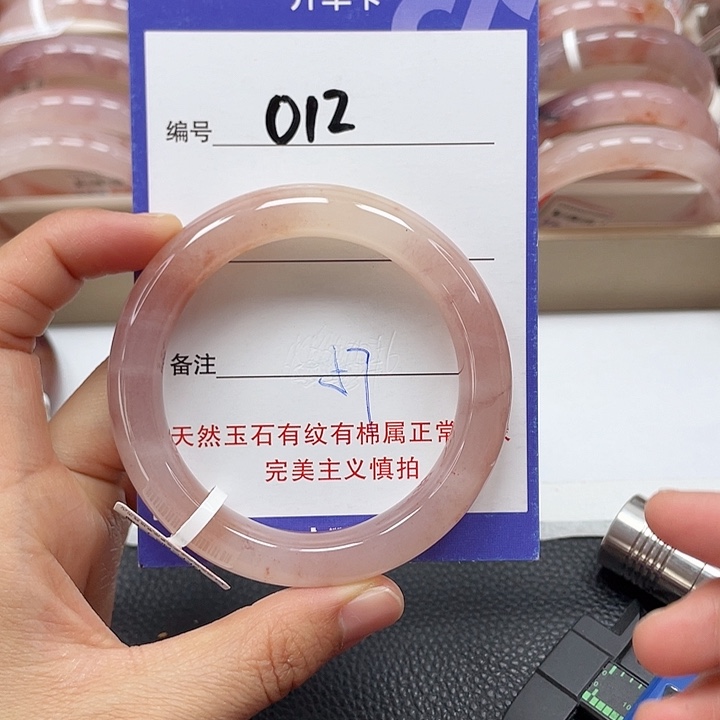 编号 012
备注 57
天然玉石有纹有棉属正常
完美主义慎拍